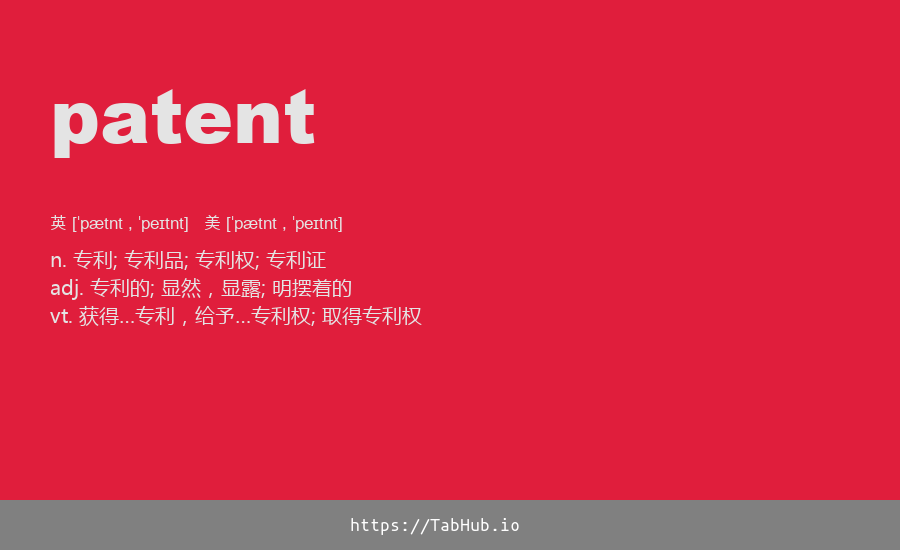 patent
英 [ˈpætnt , ˈpeɪtnt] 美 [ˈpætnt , ˈpeɪtnt]
n. 专利; 专利品; 专利权; 专利证
adj. 专利的; 显然，显露; 明摆着的
vt. 获得...专利，给予...专利权; 取得专利权
https://TabHub.io